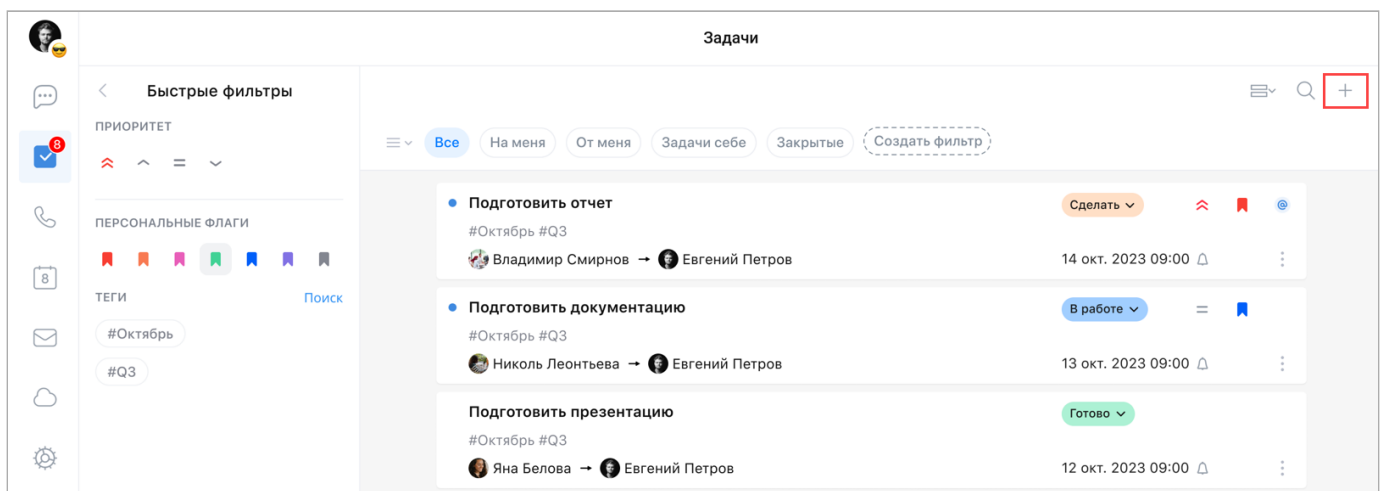 Задачи
Быстрые фильтры
ПРИОРИТЕТ
8
Все На меня От меня Задачи себе Закрытые Создать фильтр
ПЕРСОНАЛЬНЫЕ ФЛАГИ
8
ТЕГИ Поиск
#Октябрь
#Q3
Подготовить отчет Сделать @
#Октябрь #Q3
Владимир Смирнов → Евгений Петров 14 окт. 2023 09:00
Подготовить документацию В работе
#Октябрь #Q3
Николь Леонтьева → Евгений Петров 13 окт. 2023 09:00
Подготовить презентацию Готово
#Октябрь #Q3
Яна Белова → Евгений Петров 12 окт. 2023 09:00